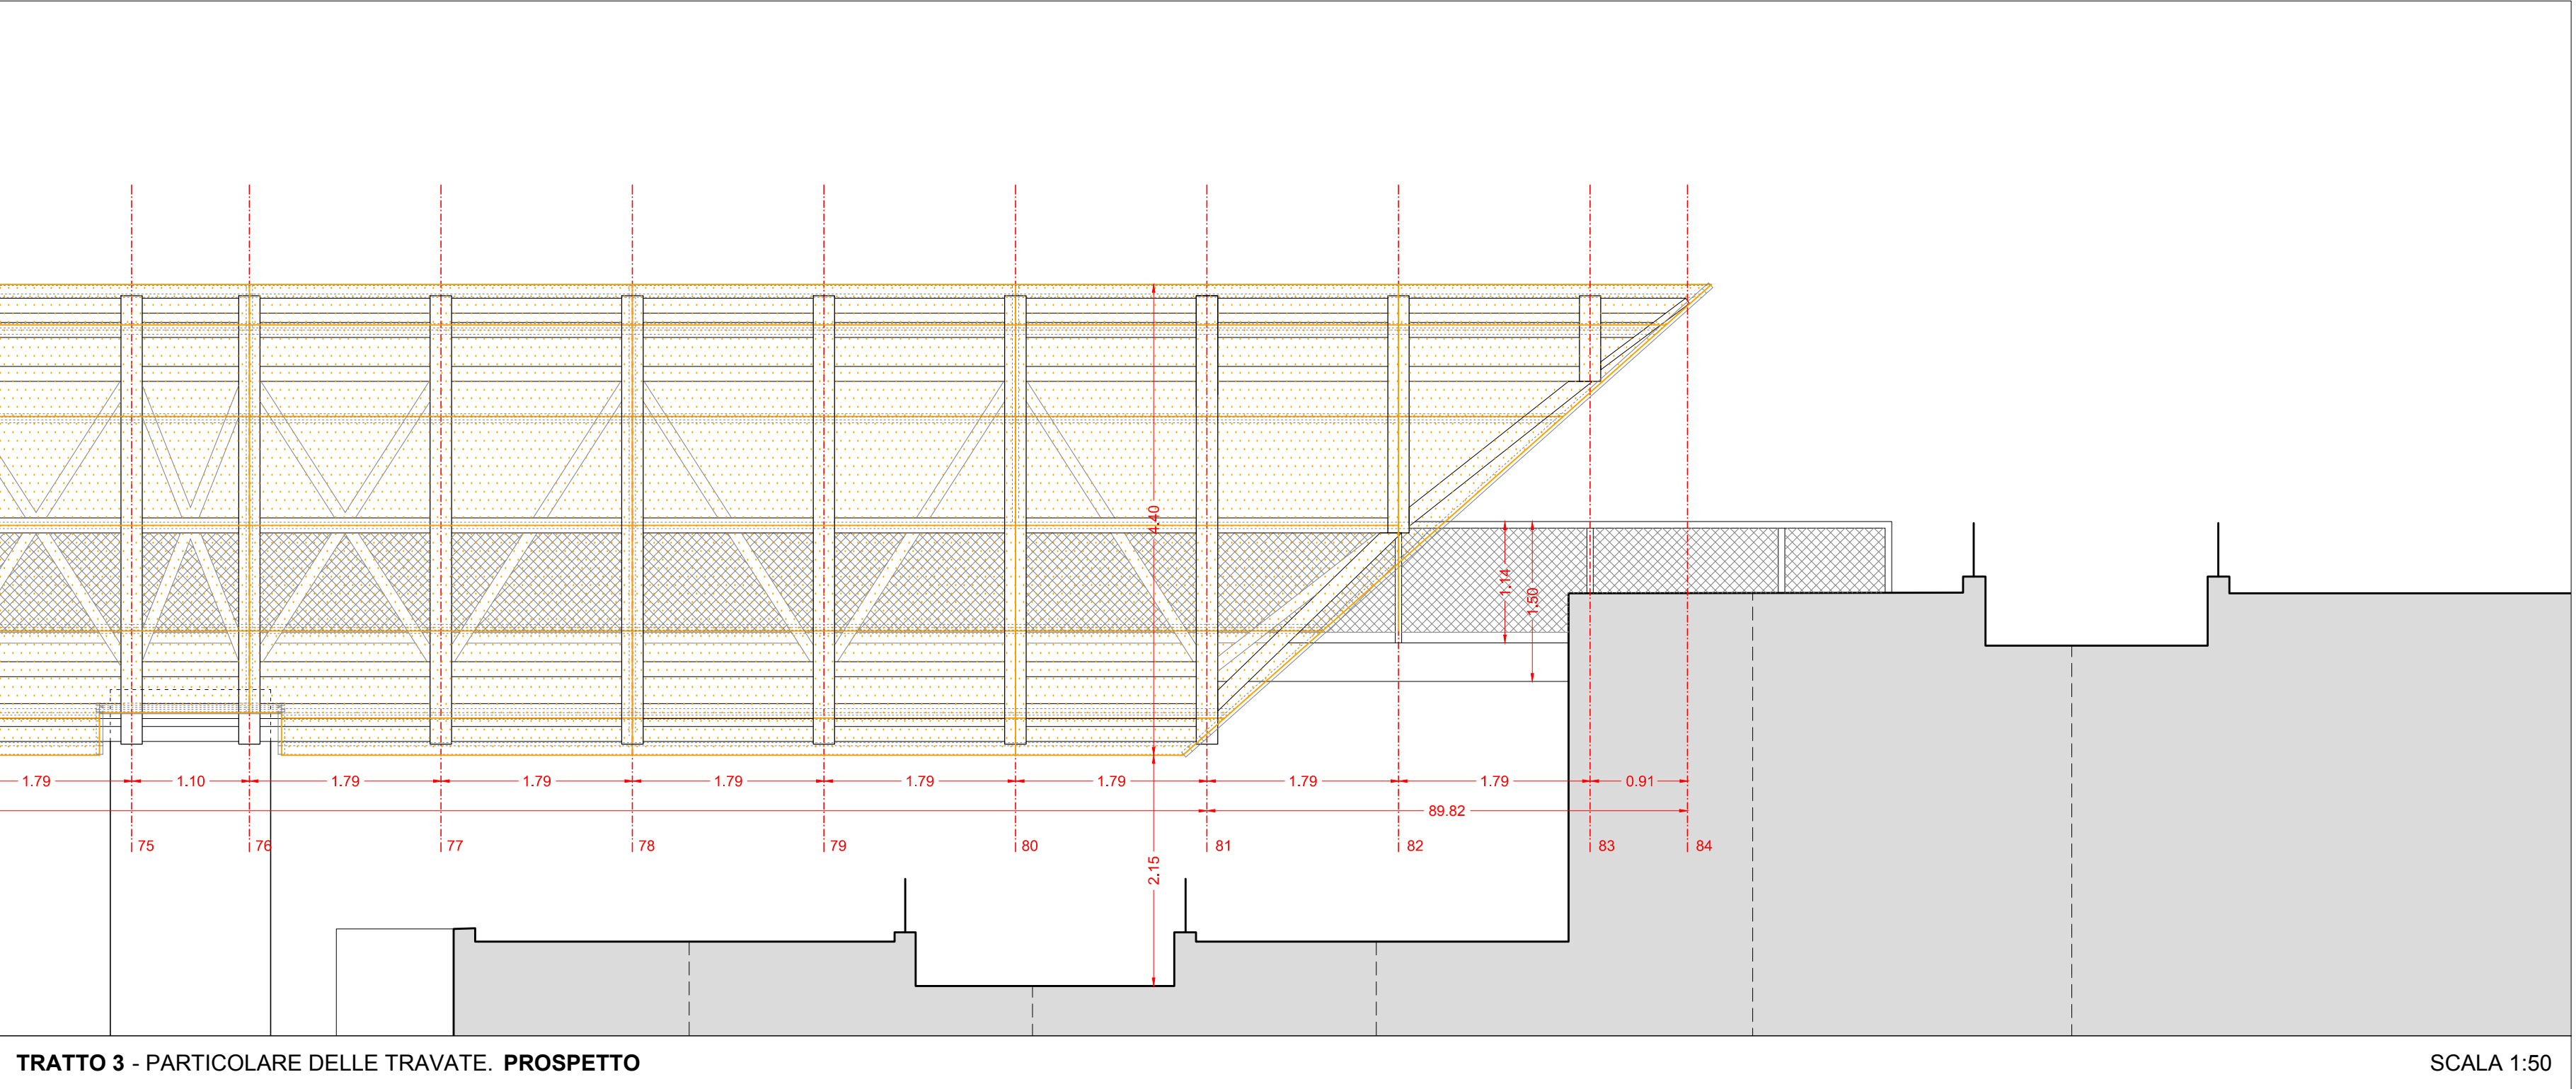 4.40
1.14
1.50
1.79 1.10 1.79 1.79 1.79 1.79 1.79 1.79 1.79 0.91
89.82
75 76 77 78 79 80 81 82 83 84
2.15
TRATTO 3 - PARTICOLARE DELLE TRAVATE. PROSPETTO
SCALA 1:50